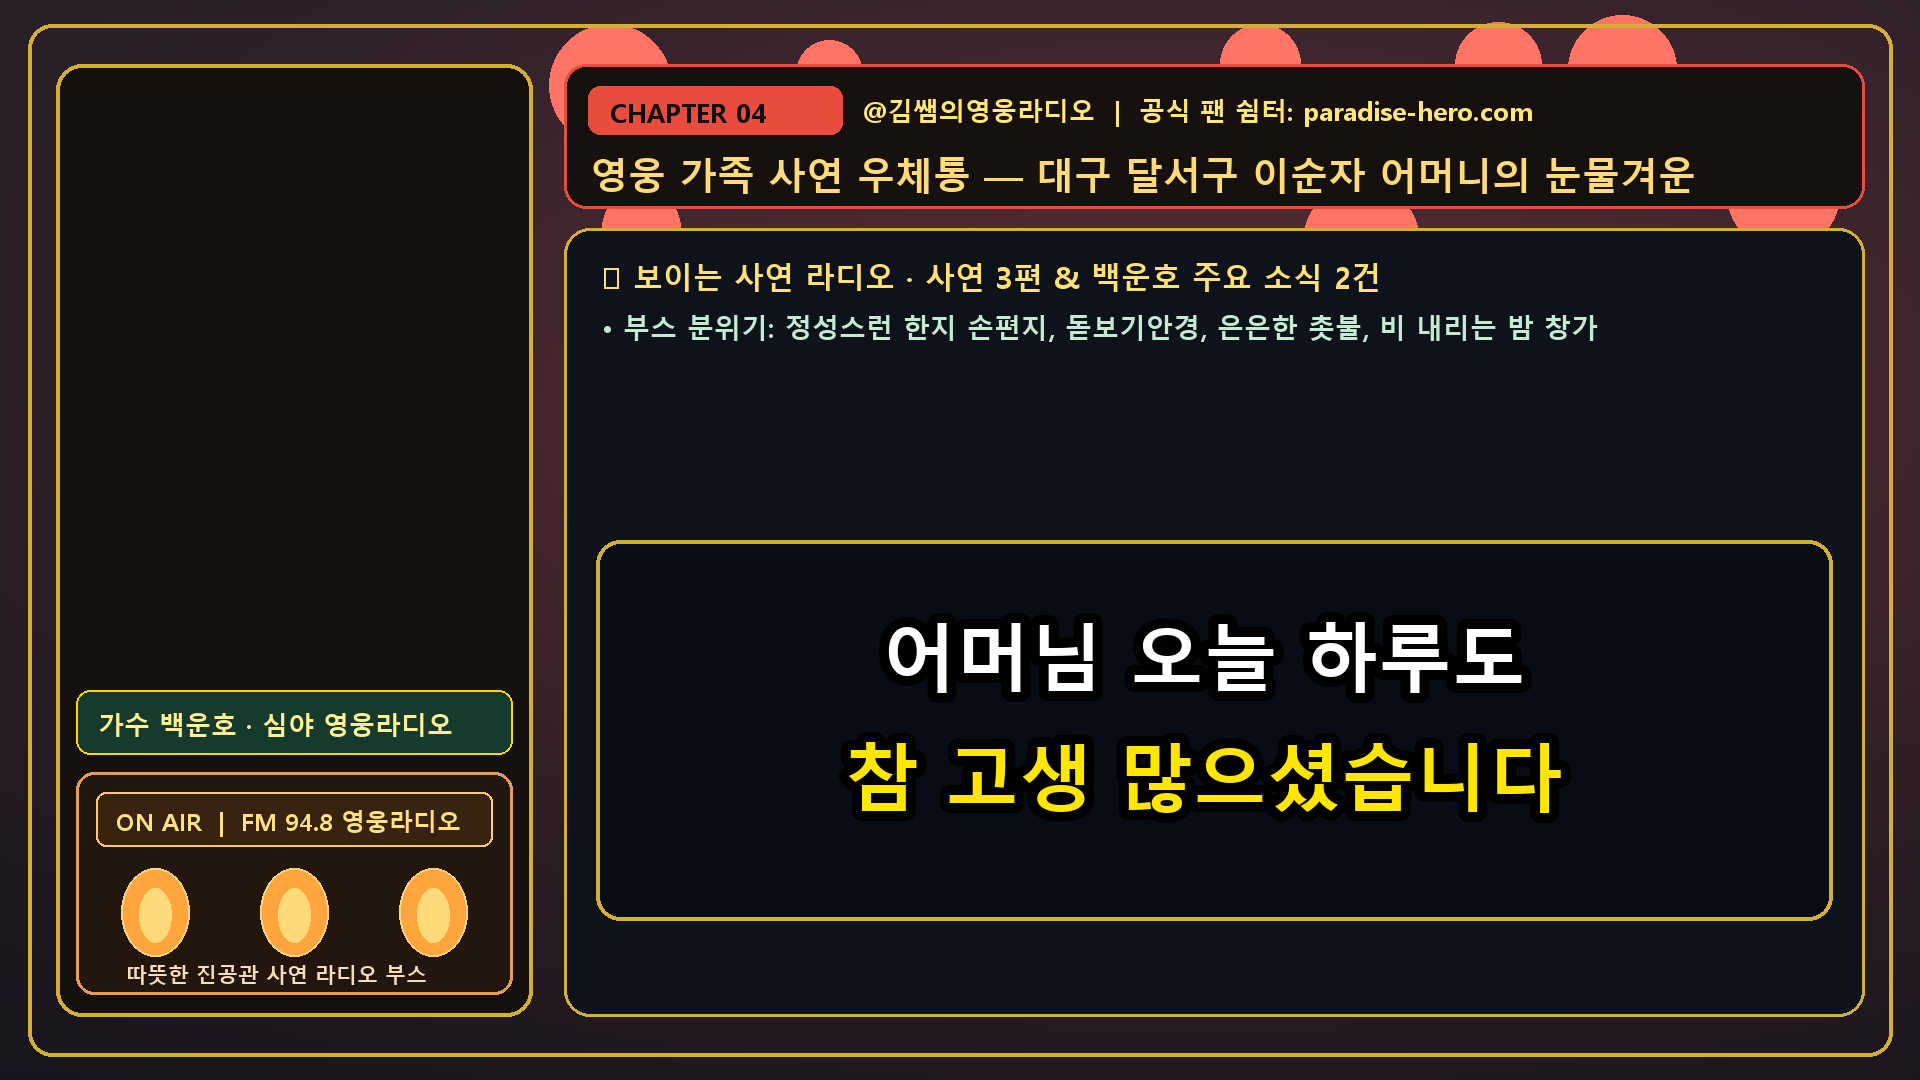 CHAPTER 04
@김쌤의영웅라디오 | 공식 팬 쉼터: paradise-hero.com
영웅 가족 사연 우체통 — 대구 달서구 이순자 어머니의 눈물겨운
보이는 사연 라디오 · 사연 3편 & 백운호 주요 소식 2건
• 부스 분위기: 정성스런 한지 손편지, 돋보기안경, 은은한 촛불, 비 내리는 밤 창가
어머님 오늘 하루도
참 고생 많으셨습니다
가수 백운호 · 심야 영웅라디오
ON AIR | FM 94.8 영웅라디오
따뜻한 진공관 사연 라디오 부스